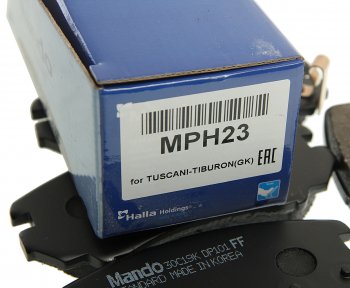 MPH23
for TUSCANI-TIBURON(GK) EAC
Halla Holdings
Mando 30C19K DP101 FF
STANDARD MADE IN KOREA